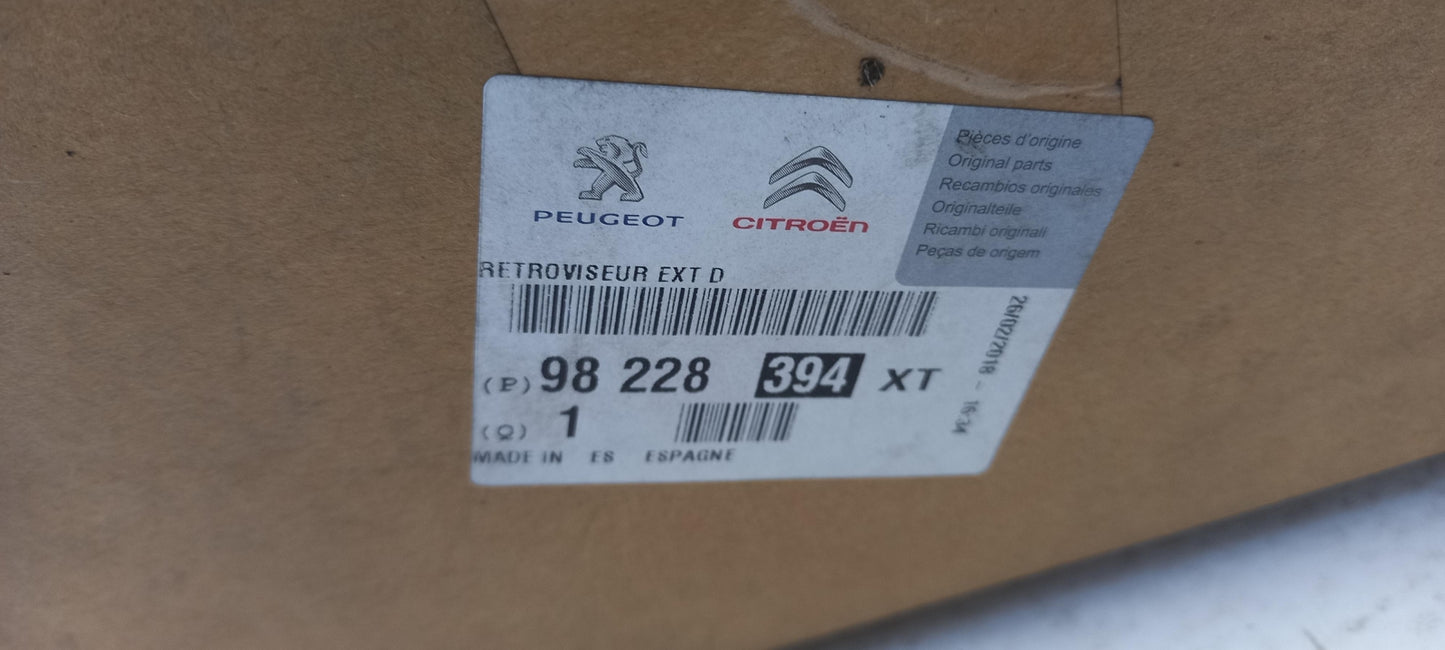 PEUGEOT
CITROËN
Pièces d'origine
Original parts
Recambios originales
Originalteile
Ricambi originali
Peças de origem
RETROVISEUR EXT D
(P) 98 228 394 XT
(Q) 1
MADE IN ES ESPAGNE
26/02/2018 - 16:34